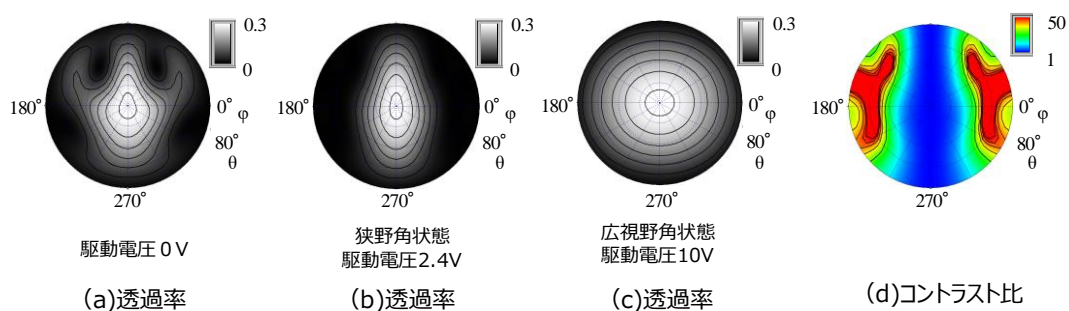 0.3
0
180°
0°
φ
80°
θ
270°
駆動電圧０V
(a)透過率
0.3
0
180°
0°
φ
80°
θ
270°
狭野角状態
駆動電圧2.4V
(b)透過率
0.3
0
180°
0°
φ
80°
θ
270°
広視野角状態
駆動電圧10V
(c)透過率
50
1
180°
0°
φ
80°
θ
270°
(d)コントラスト比